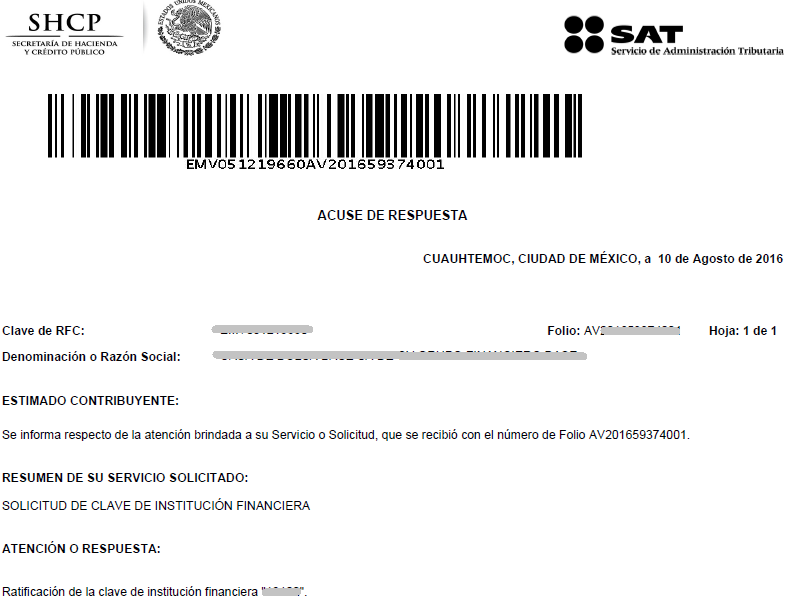 SHCP
SECRETARÍA DE HACIENDA
Y CRÉDITO PÚBLICO
ESTADOS UNIDOS MEXICANOS
SAT
Servicio de Administración Tributaria
EMV051219660AV201659374001
ACUSE DE RESPUESTA
CUAUHTEMOC, CIUDAD DE MÉXICO, a 10 de Agosto de 2016
Clave de RFC: Folio: AV Hoja: 1 de 1
Denominación o Razón Social:
ESTIMADO CONTRIBUYENTE:
Se informa respecto de la atención brindada a su Servicio o Solicitud, que se recibió con el número de Folio AV201659374001.
RESUMEN DE SU SERVICIO SOLICITADO:
SOLICITUD DE CLAVE DE INSTITUCIÓN FINANCIERA
ATENCIÓN O RESPUESTA:
Ratificación de la clave de institución financiera "".